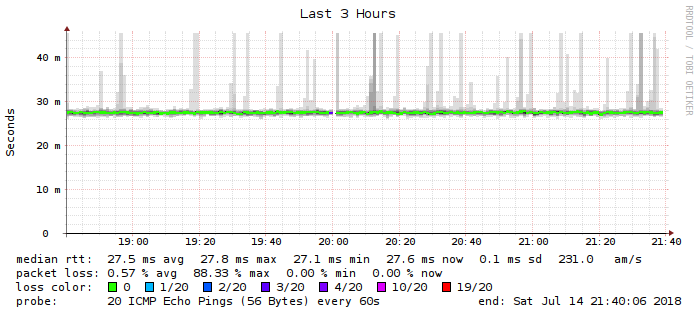 Last 3 Hours
RRDTOOL / TOBI OETIKER
Seconds
40 m
30 m
20 m
10 m
0
19:00 19:20 19:40 20:00 20:20 20:40 21:00 21:20 21:40
median rtt: 27.5 ms avg 27.8 ms max 27.1 ms min 27.6 ms now 0.1 ms sd 231.0 am/s
packet loss: 0.57 % avg 88.33 % max 0.00 % min 0.00 % now
loss color: 0 1/20 2/20 3/20 4/20 10/20 19/20
probe: 20 ICMP Echo Pings (56 Bytes) every 60s end: Sat Jul 14 21:40:06 2018